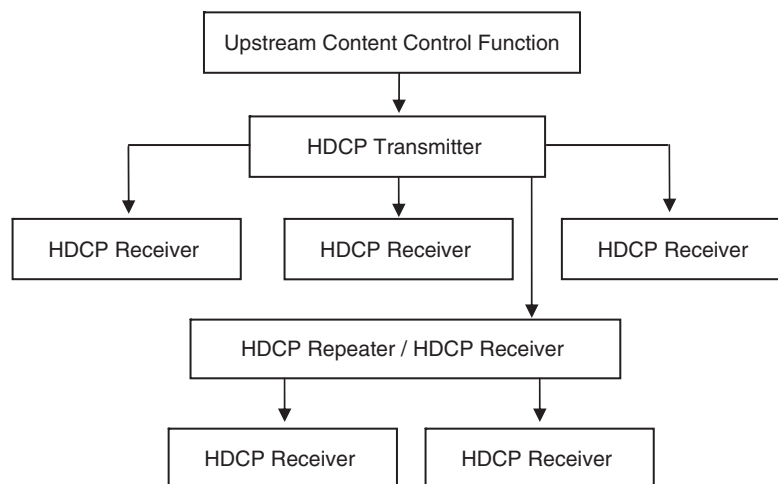 Upstream Content Control Function
HDCP Transmitter
HDCP Receiver
HDCP Receiver
HDCP Receiver
HDCP Repeater / HDCP Receiver
HDCP Receiver
HDCP Receiver